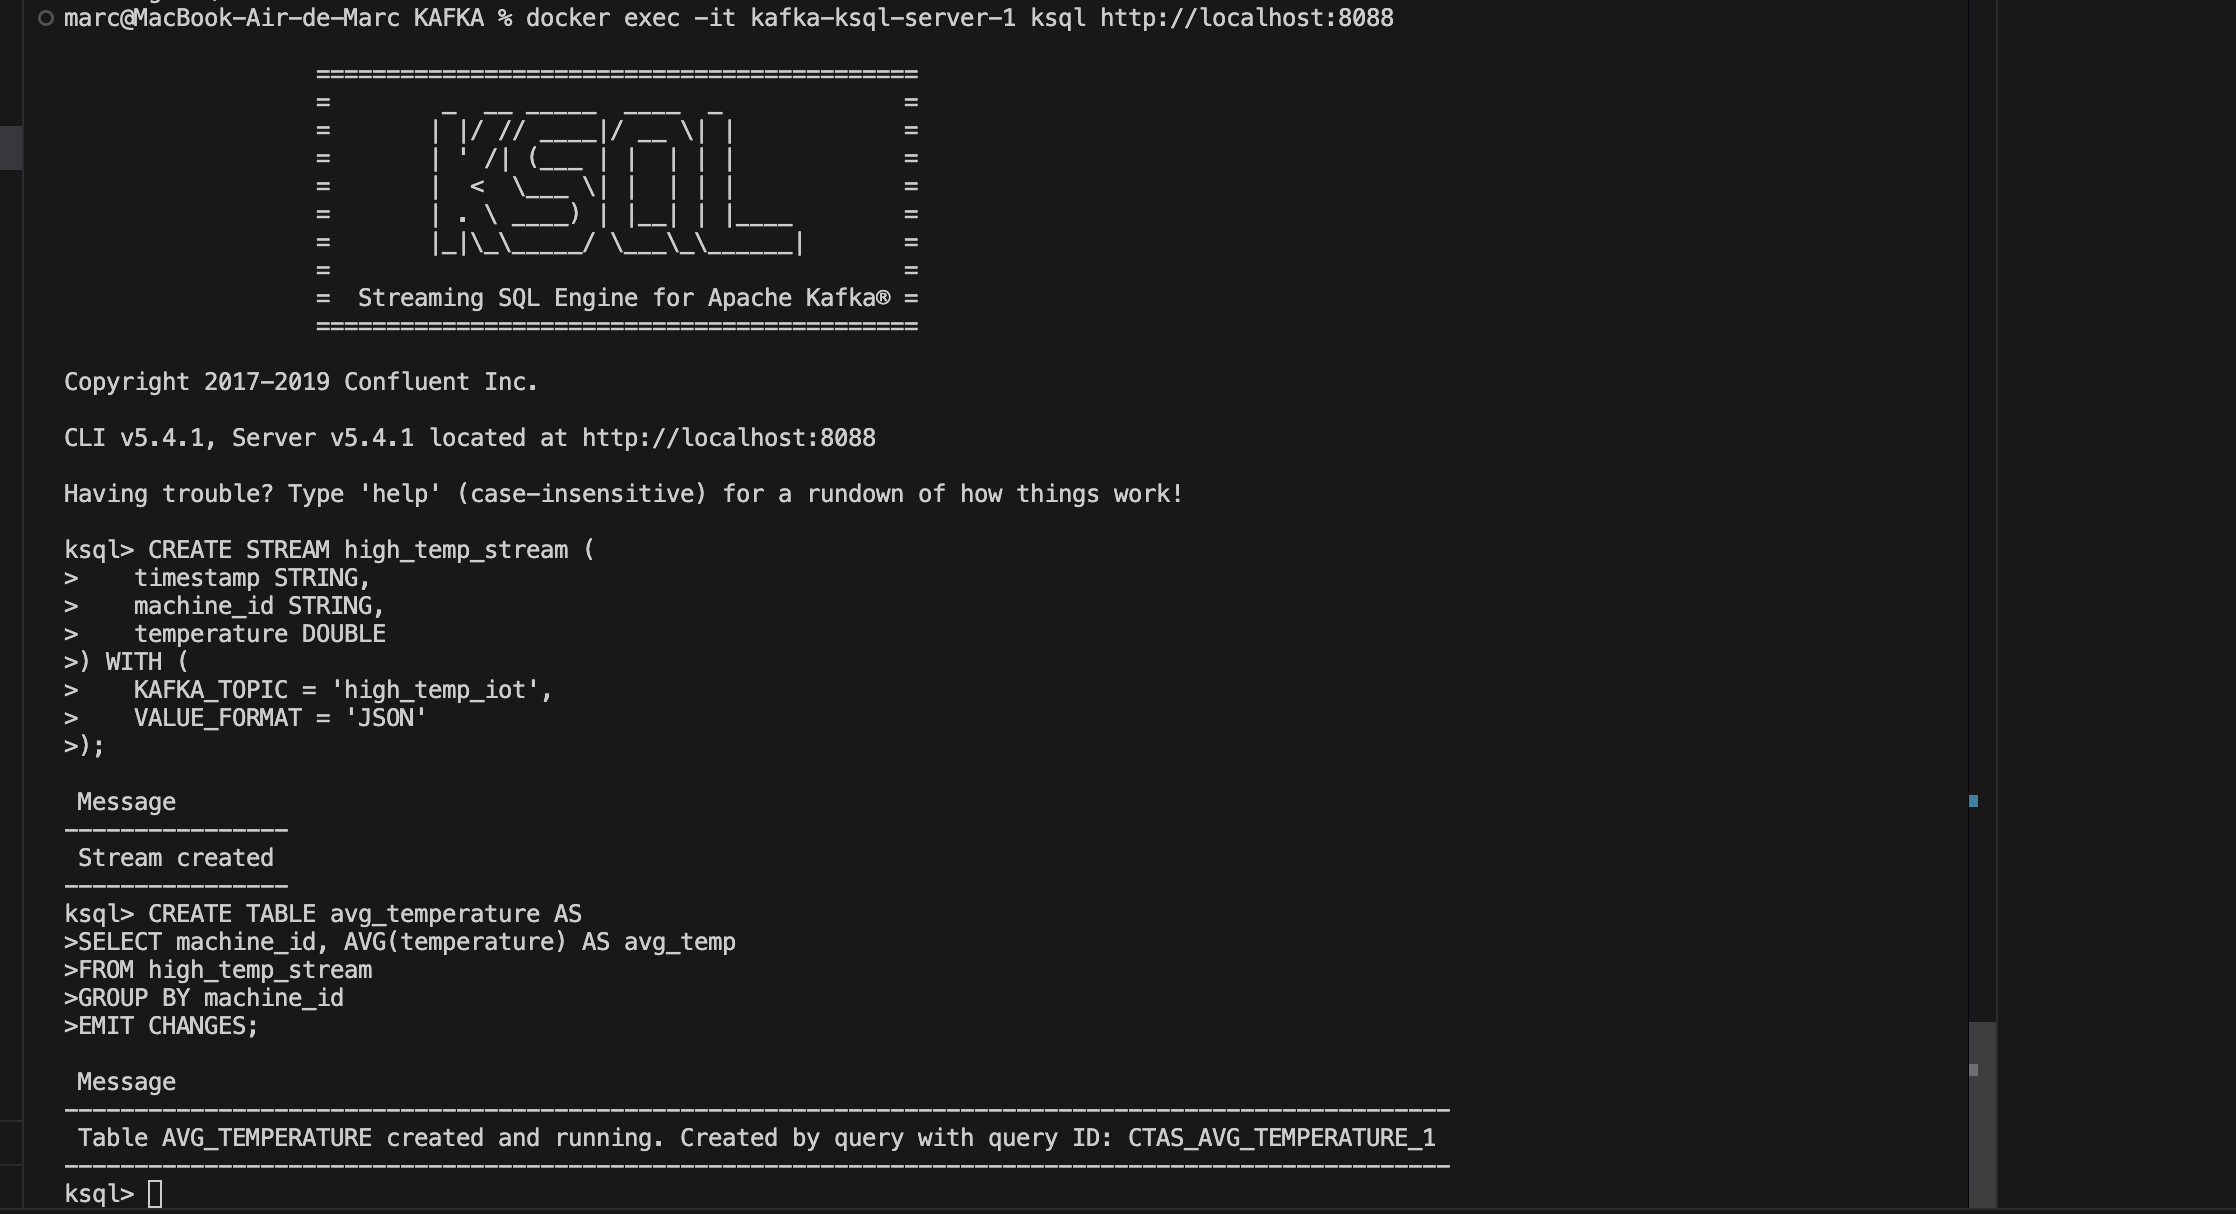 marc@MacBook-Air-de-Marc KAFKA % docker exec -it kafka-ksql-server-1 ksql http://localhost:8088
                  ===========================================
                  =        _  __ _____  ____  _             =
                  =       | |/ // ____|/ __ \| |            =
                  =       | ' /| (___ | |  | | |            =
                  =       |  <  \___ \| |  | | |            =
                  =       | . \ ____) | |__| | |____        =
                  =       |_|\_\_____/ \___\_\______|       =
                  =                                         =
                  =  Streaming SQL Engine for Apache Kafka® =
                  ===========================================
Copyright 2017-2019 Confluent Inc.
CLI v5.4.1, Server v5.4.1 located at http://localhost:8088
Having trouble? Type 'help' (case-insensitive) for a rundown of how things work!
ksql> CREATE STREAM high_temp_stream (
>    timestamp STRING,
>    machine_id STRING,
>    temperature DOUBLE
>) WITH (
>    KAFKA_TOPIC = 'high_temp_iot',
>    VALUE_FORMAT = 'JSON'
>);
 Message
----------------
 Stream created
----------------
ksql> CREATE TABLE avg_temperature AS
>SELECT machine_id, AVG(temperature) AS avg_temp
>FROM high_temp_stream
>GROUP BY machine_id
>EMIT CHANGES;
 Message
---------------------------------------------------------------------------------------------------
 Table AVG_TEMPERATURE created and running. Created by query with query ID: CTAS_AVG_TEMPERATURE_1
---------------------------------------------------------------------------------------------------
ksql>